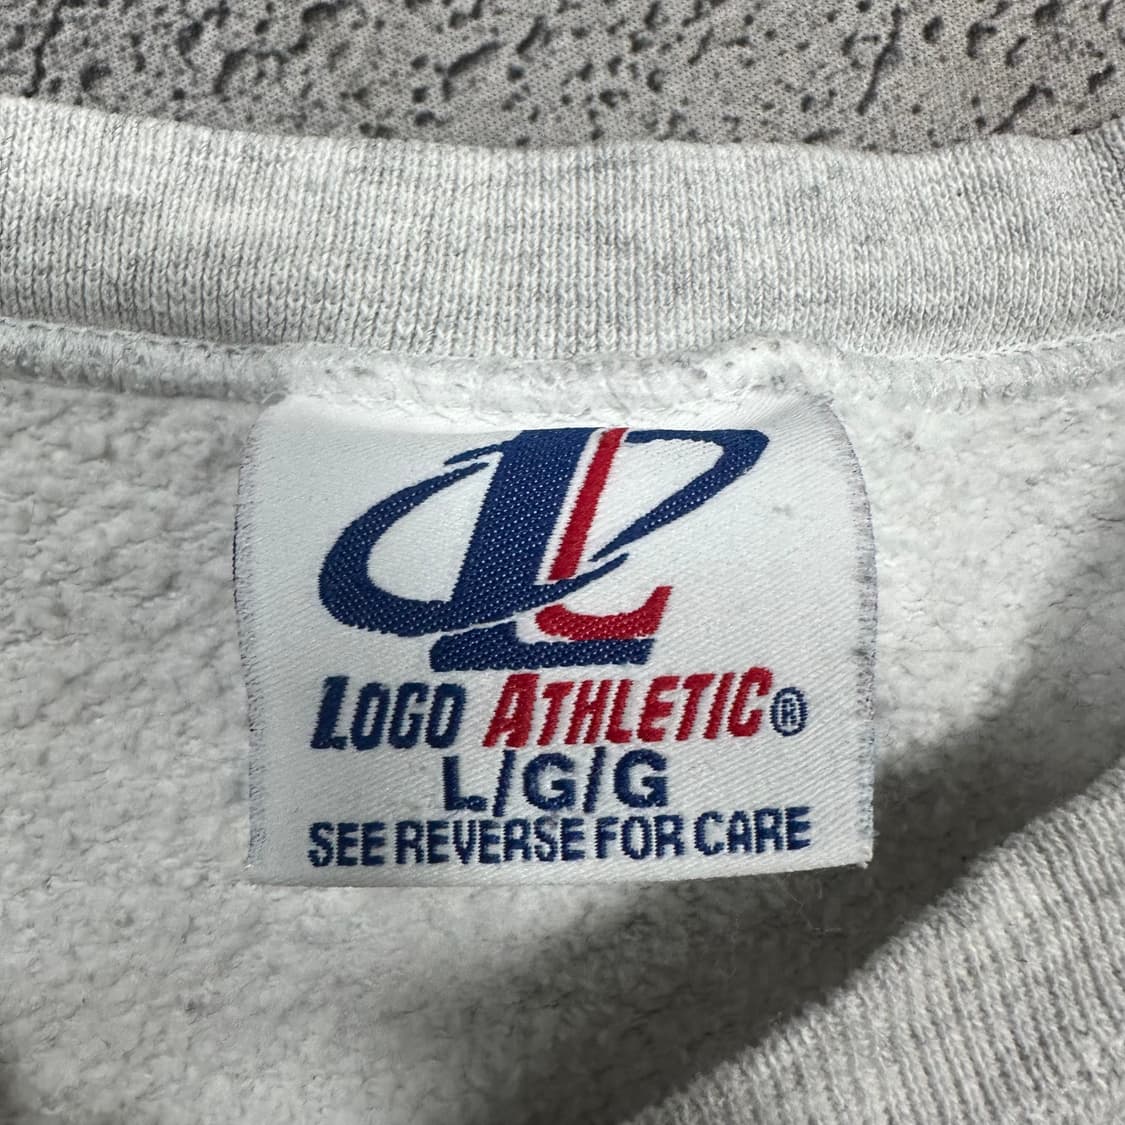 L
LOGO ATHLETIC®
L/G/G
SEE REVERSE FOR CARE